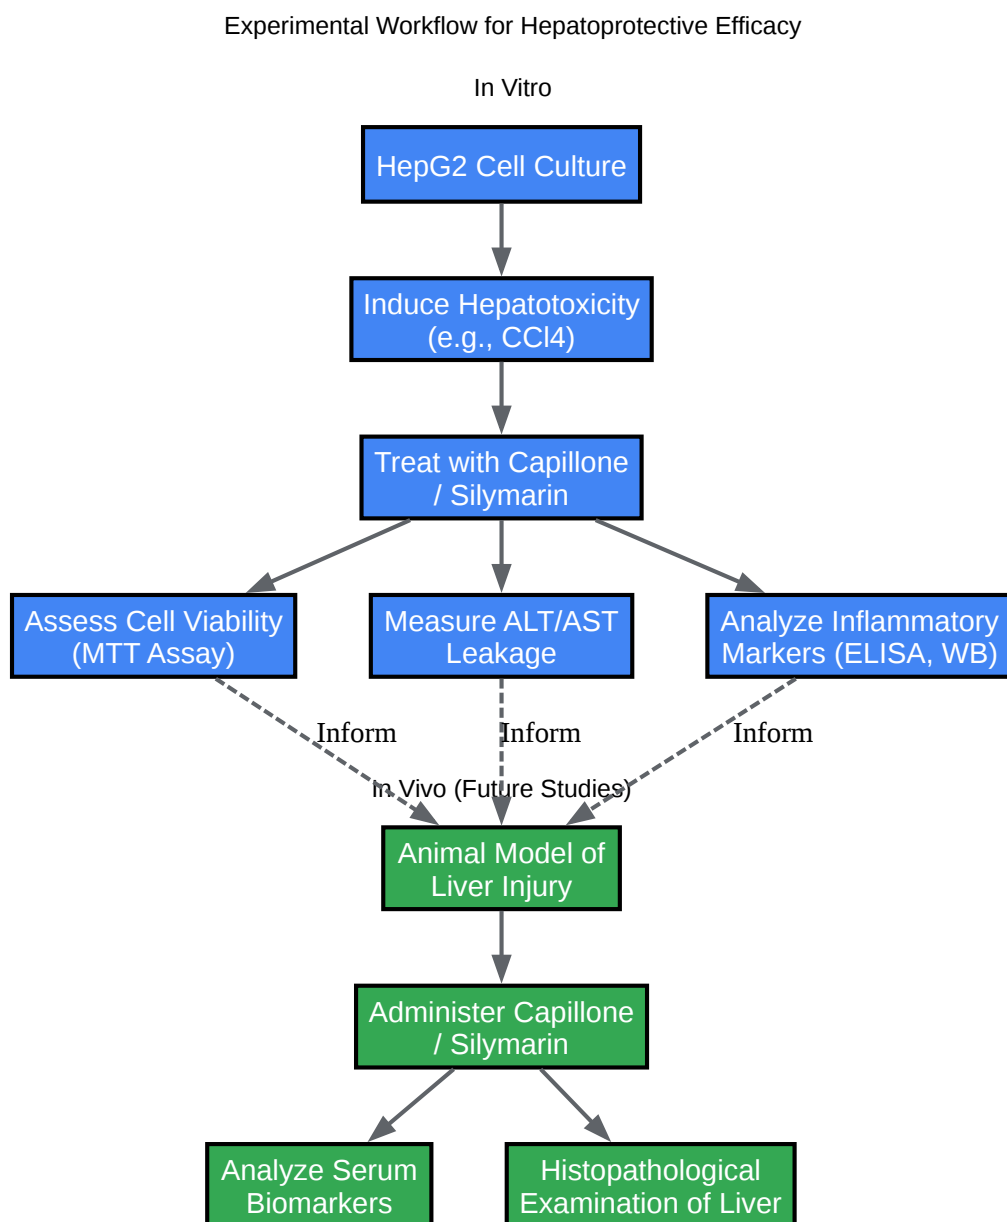 Experimental Workflow for Hepatoprotective Efficacy
In Vitro
HepG2 Cell Culture
Induce Hepatotoxicity
(e.g., CCl4)
Treat with Capillone
/ Silymarin
Assess Cell Viability
(MTT Assay)
Measure ALT/AST
Leakage
Analyze Inflammatory
Markers (ELISA, WB)
Inform
Inform
Inform
In Vivo (Future Studies)
Animal Model of
Liver Injury
Administer Capillone
/ Silymarin
Analyze Serum
Biomarkers
Histopathological
Examination of Liver